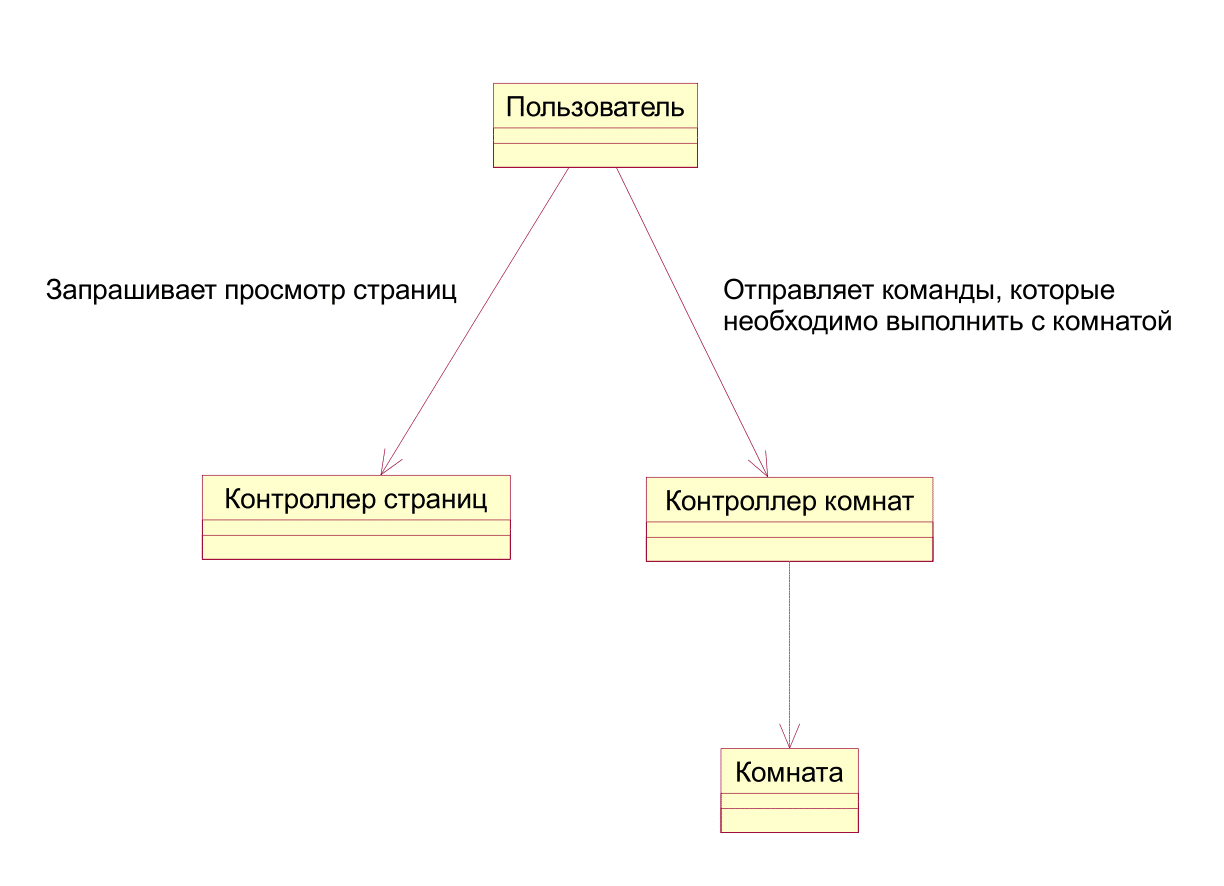 Пользователь
Запрашивает просмотр страниц
Отправляет команды, которые
необходимо выполнить с комнатой
Контроллер страниц
Контроллер комнат
Комната